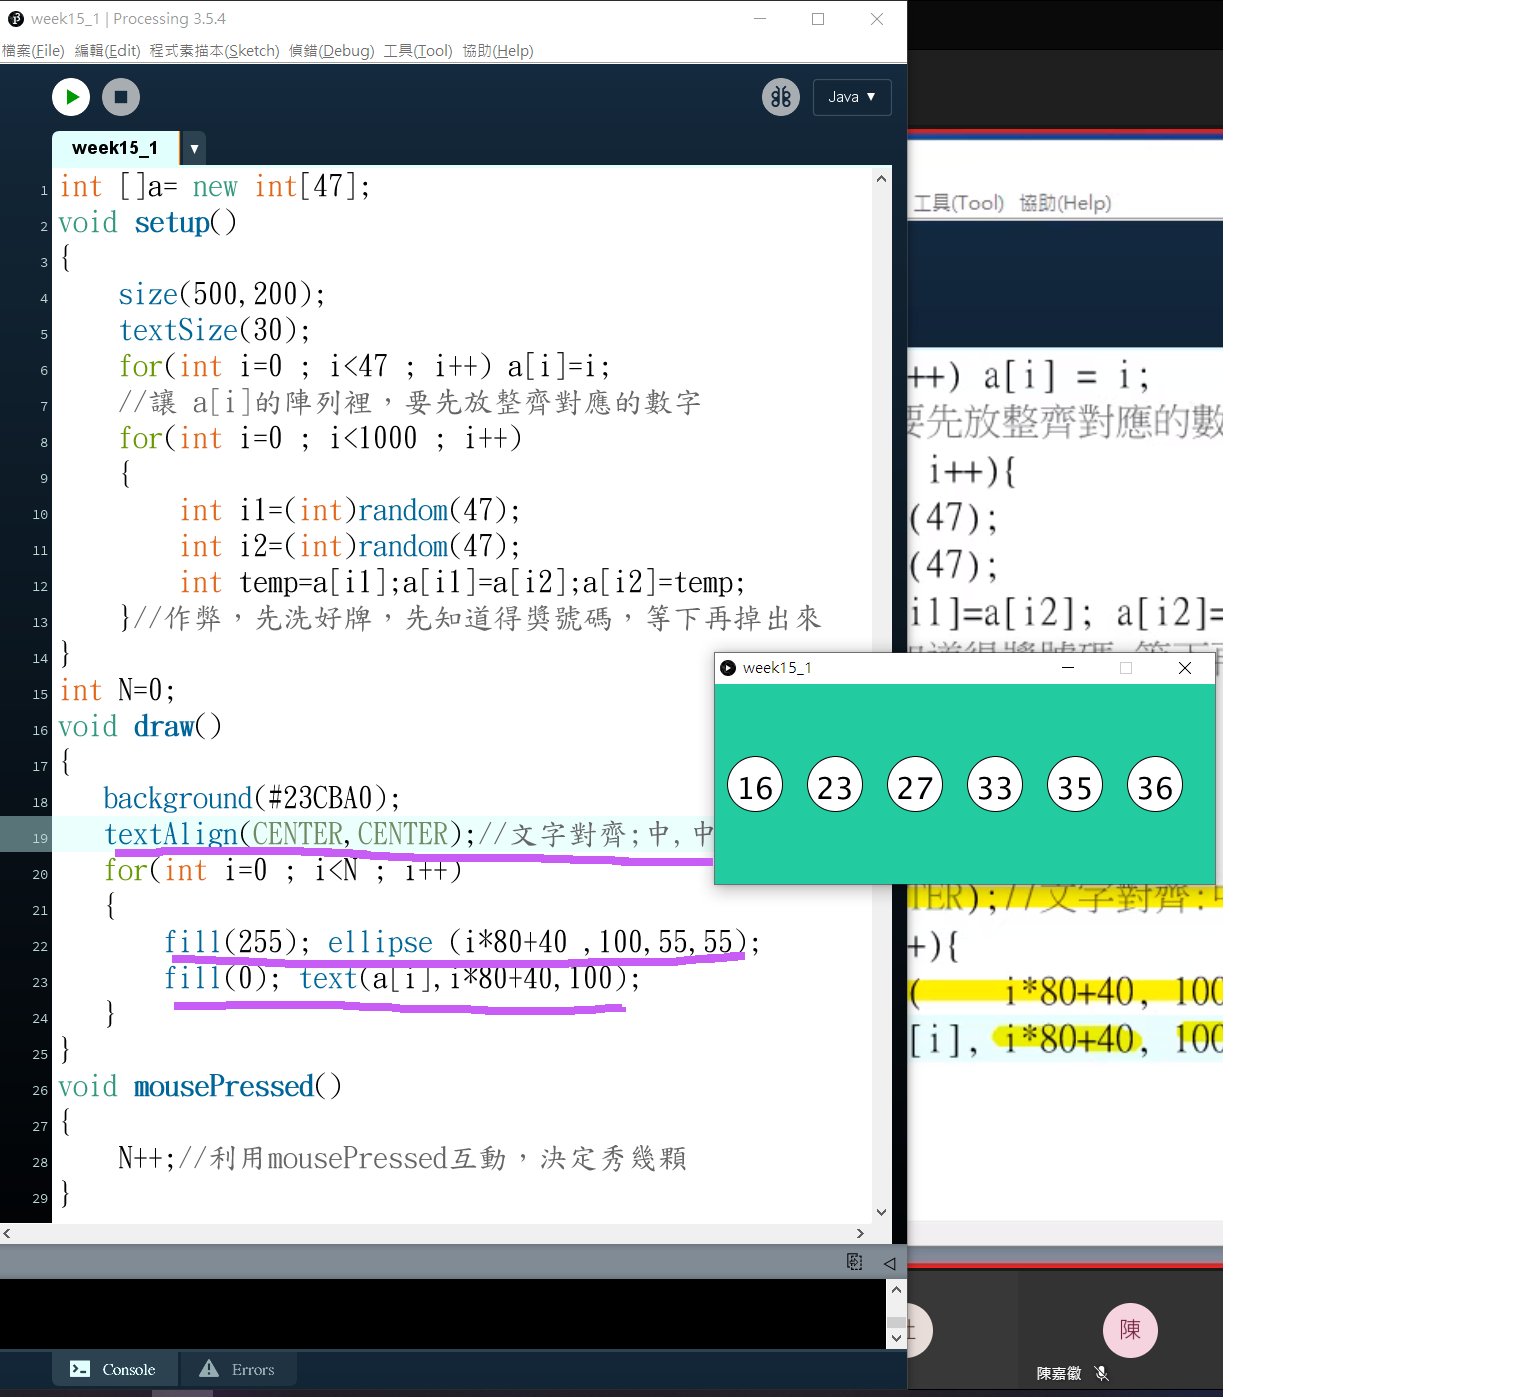 week15_1 | Processing 3.5.4
檔案(File) 編輯(Edit) 程式素描本(Sketch) 偵錯(Debug) 工具(Tool) 協助(Help)
Java ▼
week15_1 ▼
1 int []a= new int[47];
2 void setup()
3 {
4 size(500,200);
5 textSize(30);
6 for(int i=0 ; i<47 ; i++) a[i]=i;
7 //讓 a[i]的陣列裡，要先放整齊對應的數字
8 for(int i=0 ; i<1000 ; i++)
9 {
10 int i1=(int)random(47);
11 int i2=(int)random(47);
12 int temp=a[i1];a[i1]=a[i2];a[i2]=temp;
13 }//作弊，先洗好牌，先知道得獎號碼，等下再掉出來
14 }
15 int N=0;
16 void draw()
17 {
18 background(#23CBA0);
19 textAlign(CENTER,CENTER);//文字對齊;中,中
20 for(int i=0 ; i<N ; i++)
21 {
22 fill(255); ellipse (i*80+40 ,100,55,55);
23 fill(0); text(a[i],i*80+40,100);
24 }
25 }
26 void mousePressed()
27 {
28 N++;//利用mousePressed互動，決定秀幾顆
29 }
Console Errors
工具(Tool) 協助(Help)
++) a[i] = i;
要先放整齊對應的數
i++){
(47);
(47);
i1]=a[i2]; a[i2]=
week15_1
16 23 27 33 35 36
TER);//文字對齊:
+){
( i*80+40, 100
[i], i*80+40, 100
陳
陳嘉徽